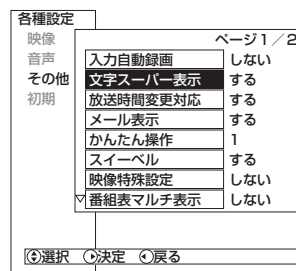 各種設定
映像
音声
その他
初期
ページ1／2
入力自動録画 しない
文字スーパー表示 する
放送時間変更対応 する
メール表示 する
かんたん操作 1
スイーベル する
映像特殊設定 しない
番組表マルチ表示 しない
選択 決定 戻る